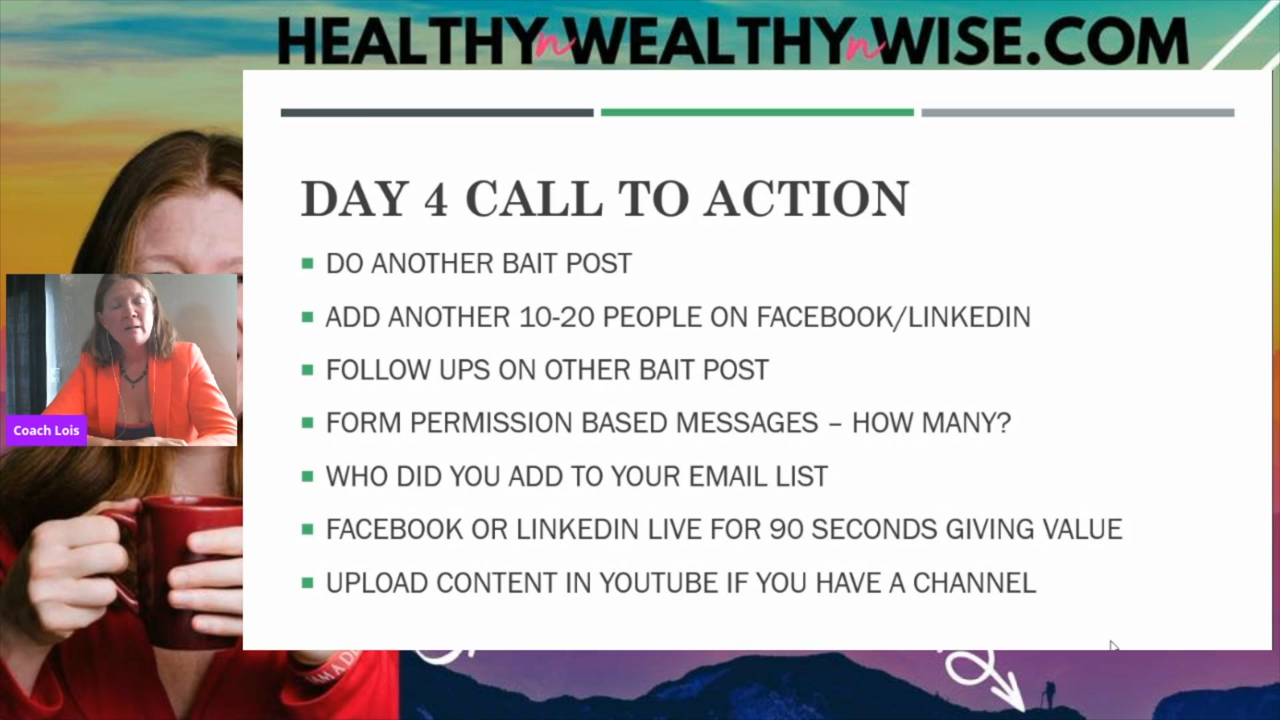 HEALTHYnWEALTHYnWISE.COM
DAY 4 CALL TO ACTION
DO ANOTHER BAIT POST
ADD ANOTHER 10-20 PEOPLE ON FACEBOOK/LINKEDIN
FOLLOW UPS ON OTHER BAIT POST
FORM PERMISSION BASED MESSAGES – HOW MANY?
WHO DID YOU ADD TO YOUR EMAIL LIST
FACEBOOK OR LINKEDIN LIVE FOR 90 SECONDS GIVING VALUE
UPLOAD CONTENT IN YOUTUBE IF YOU HAVE A CHANNEL
Coach Lois